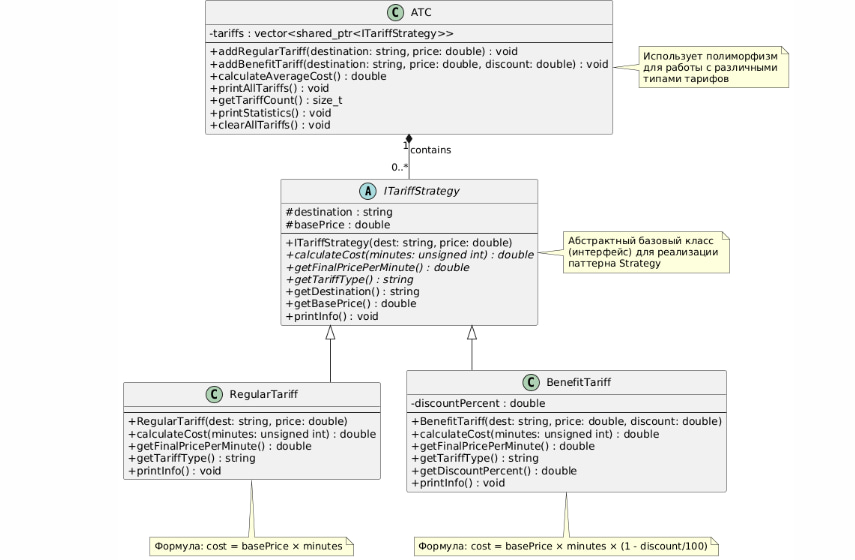 C ATC
-tariffs : vector<shared_ptr<ITariffStrategy>>
+addRegularTariff(destination: string, price: double) : void
+addBenefitTariff(destination: string, price: double, discount: double) : void
+calculateAverageCost() : double
+printAllTariffs() : void
+getTariffCount() : size_t
+printStatistics() : void
+clearAllTariffs() : void
Использует полиморфизм
для работы с различными
типами тарифов
1
contains
0..*
A ITariffStrategy
#destination : string
#basePrice : double
+ITariffStrategy(dest: string, price: double)
+calculateCost(minutes: unsigned int) : double
+getFinalPricePerMinute() : double
+getTariffType() : string
+getDestination() : string
+getBasePrice() : double
+printInfo() : void
Абстрактный базовый класс
(интерфейс) для реализации
паттерна Strategy
C RegularTariff
+RegularTariff(dest: string, price: double)
+calculateCost(minutes: unsigned int) : double
+getFinalPricePerMinute() : double
+getTariffType() : string
+printInfo() : void
C BenefitTariff
-discountPercent : double
+BenefitTariff(dest: string, price: double, discount: double)
+calculateCost(minutes: unsigned int) : double
+getFinalPricePerMinute() : double
+getTariffType() : string
+getDiscountPercent() : double
+printInfo() : void
Формула: cost = basePrice × minutes
Формула: cost = basePrice × minutes × (1 - discount/100)